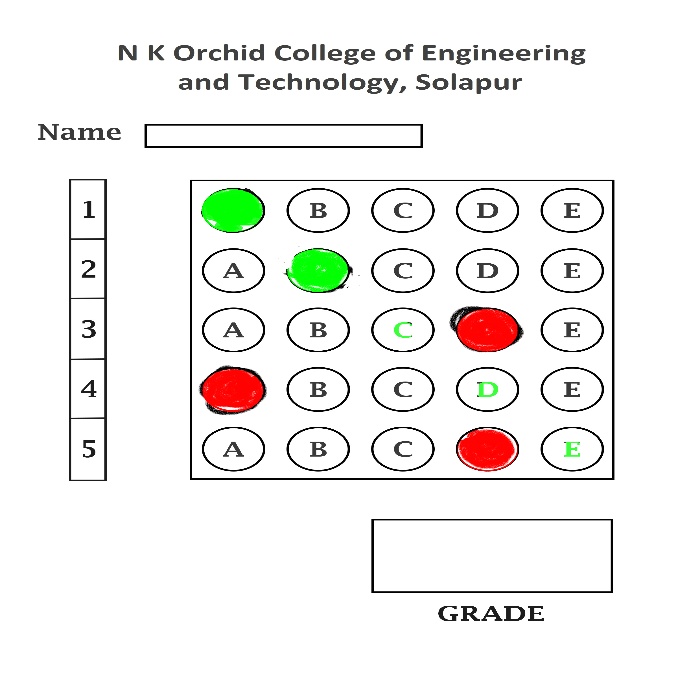 N K Orchid College of Engineering
and Technology, Solapur
Name
1 B C D E
2 A C D E
3 A B C E
4 B C D E
5 A B C E
GRADE